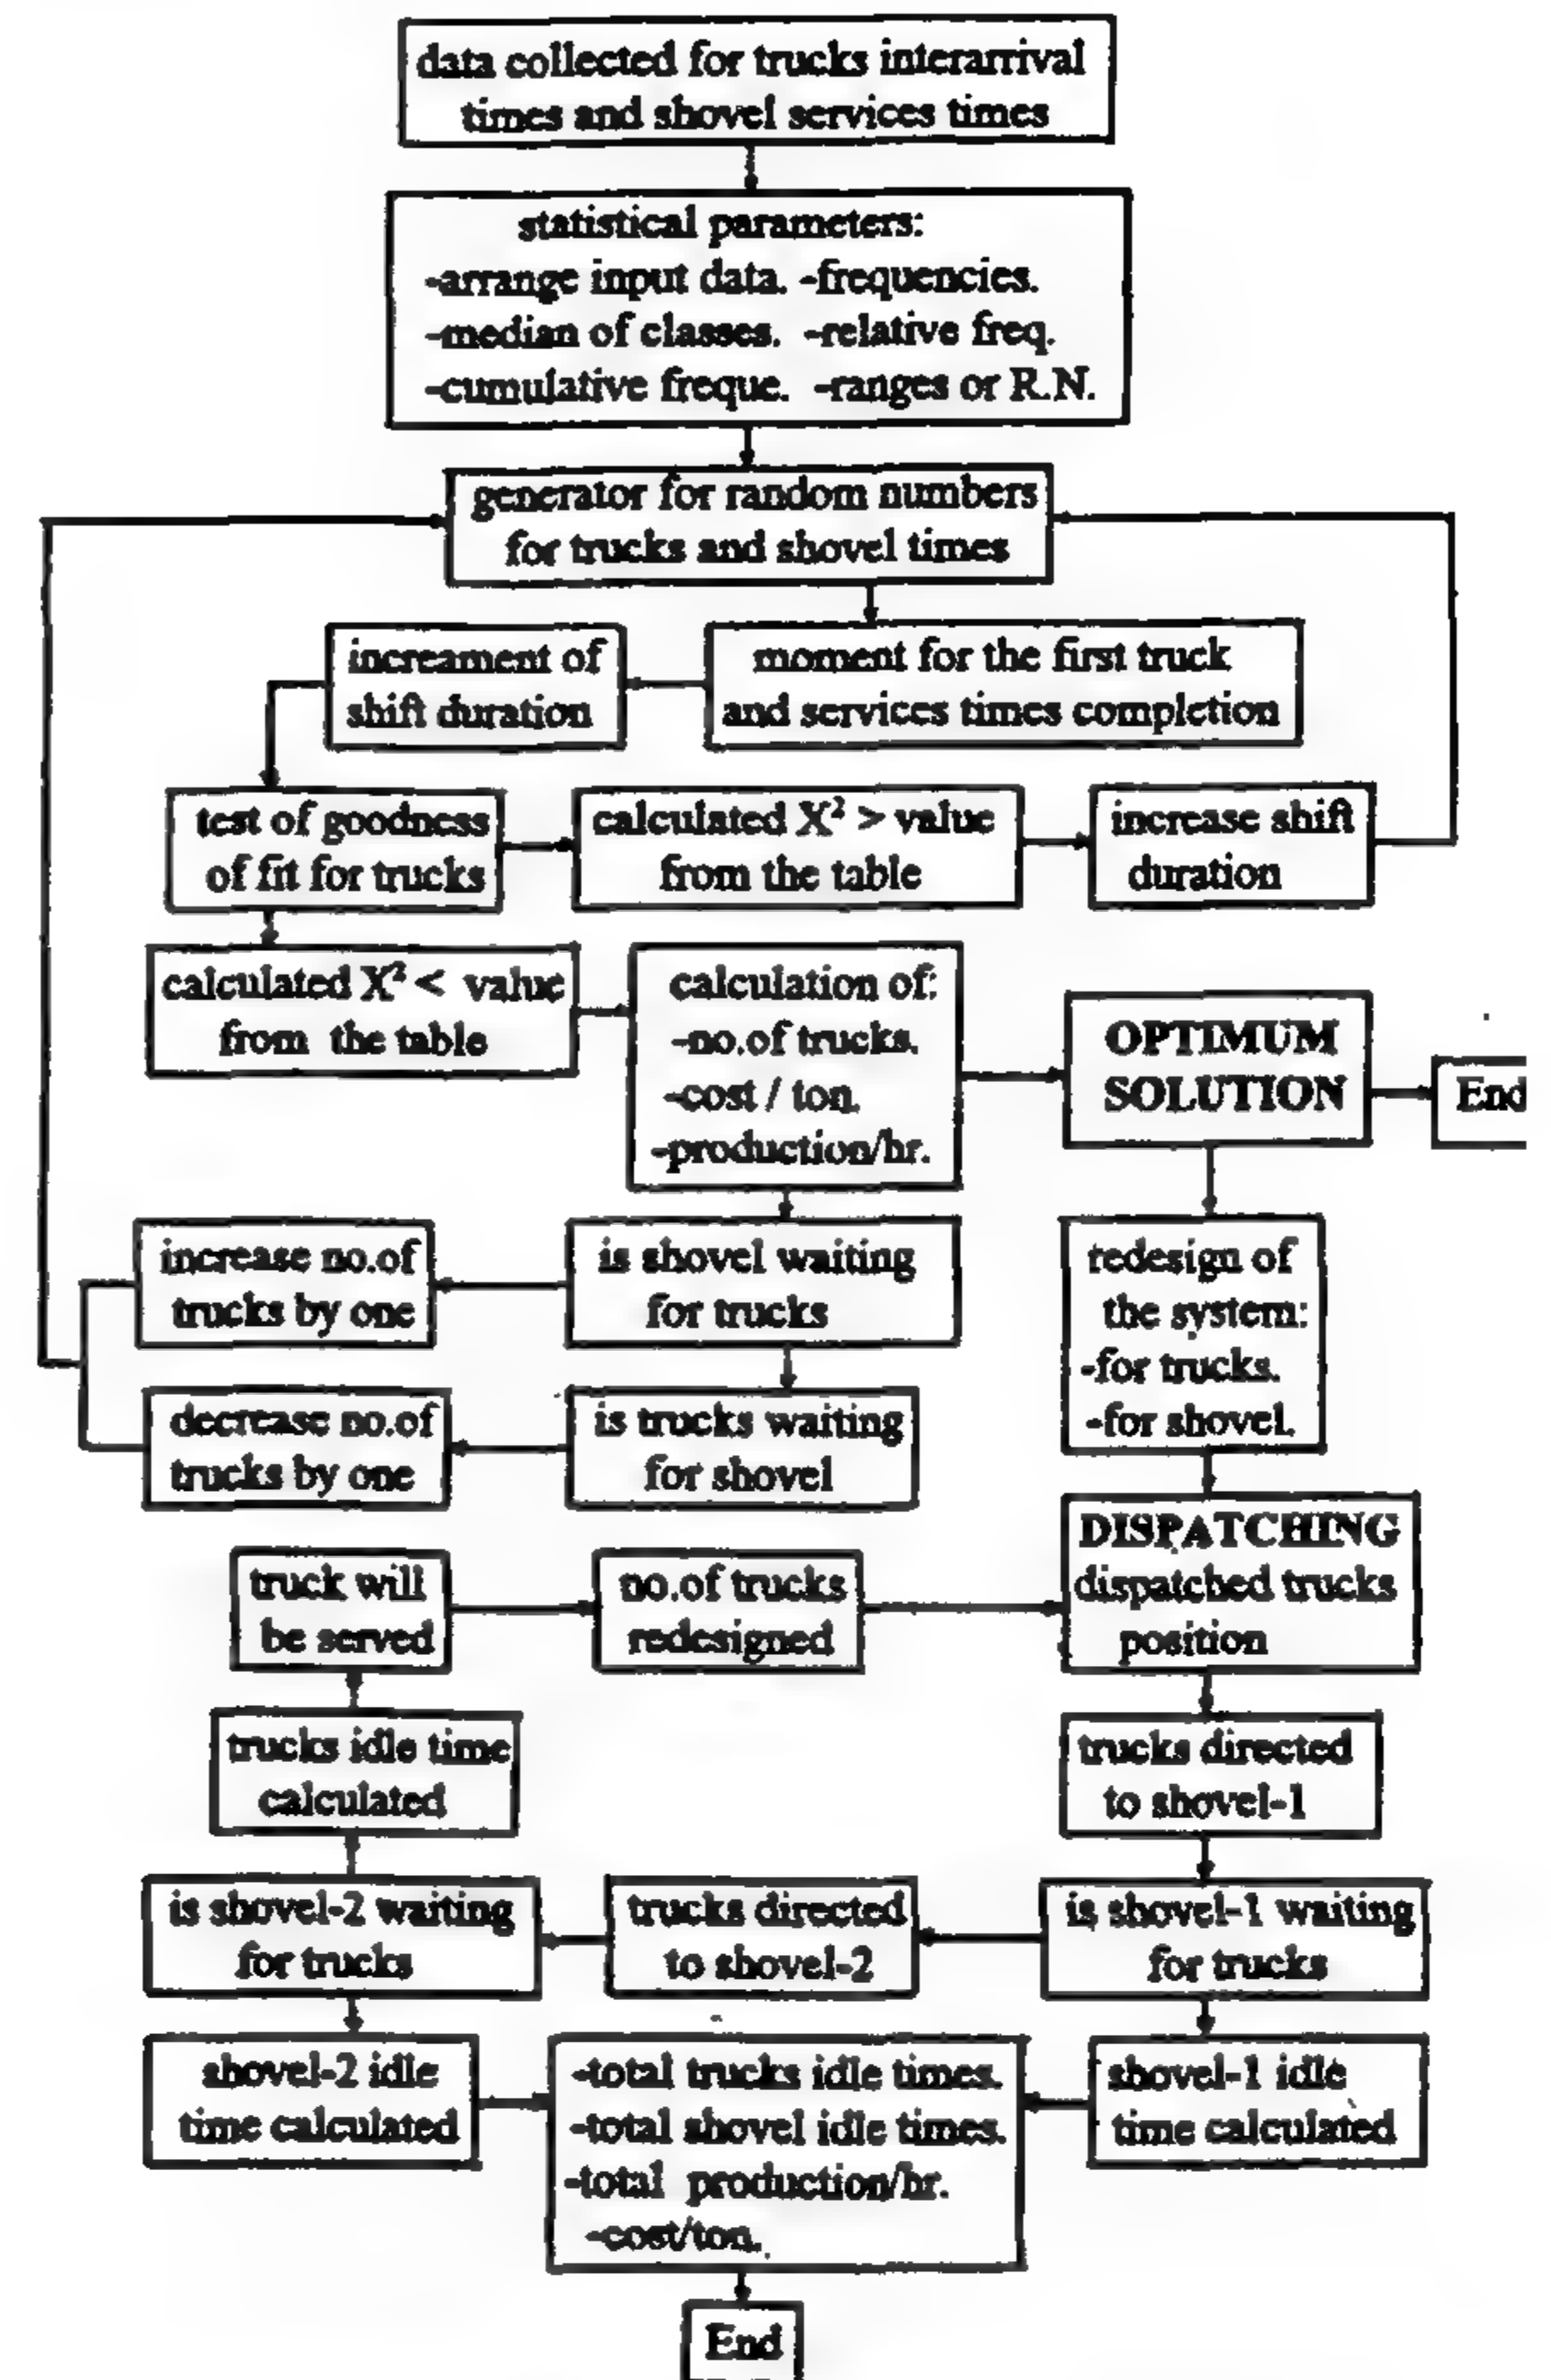 data collected for trucks interarrival
times and shovel services times
statistical parameters:
-arrange input data. -frequencies.
-median of classes. -relative freq.
-cumulative freque. -ranges or R.N.
generator for random numbers
for trucks and shovel times
increament of
shift duration
moment for the first truck
and services times completion
test of goodness
of fit for trucks
calculated X² > value
from the table
increase shift
duration
calculated X² < value
from the table
calculation of:
-no.of trucks.
-cost / ton.
-production/hr.
OPTIMUM
SOLUTION
End
increase no.of
trucks by one
is shovel waiting
for trucks
redesign of
the system:
-for trucks.
-for shovel.
decrease no.of
trucks by one
is trucks waiting
for shovel
truck will
be served
no.of trucks
redesigned
DISPATCHING
dispatched trucks
position
trucks idle time
calculated
trucks directed
to shovel-1
is shovel-2 waiting
for trucks
trucks directed
to shovel-2
is shovel-1 waiting
for trucks
shovel-2 idle
time calculated
-total trucks idle times.
-total shovel idle times.
-total production/hr.
-cost/ton.
shovel-1 idle
time calculated
End